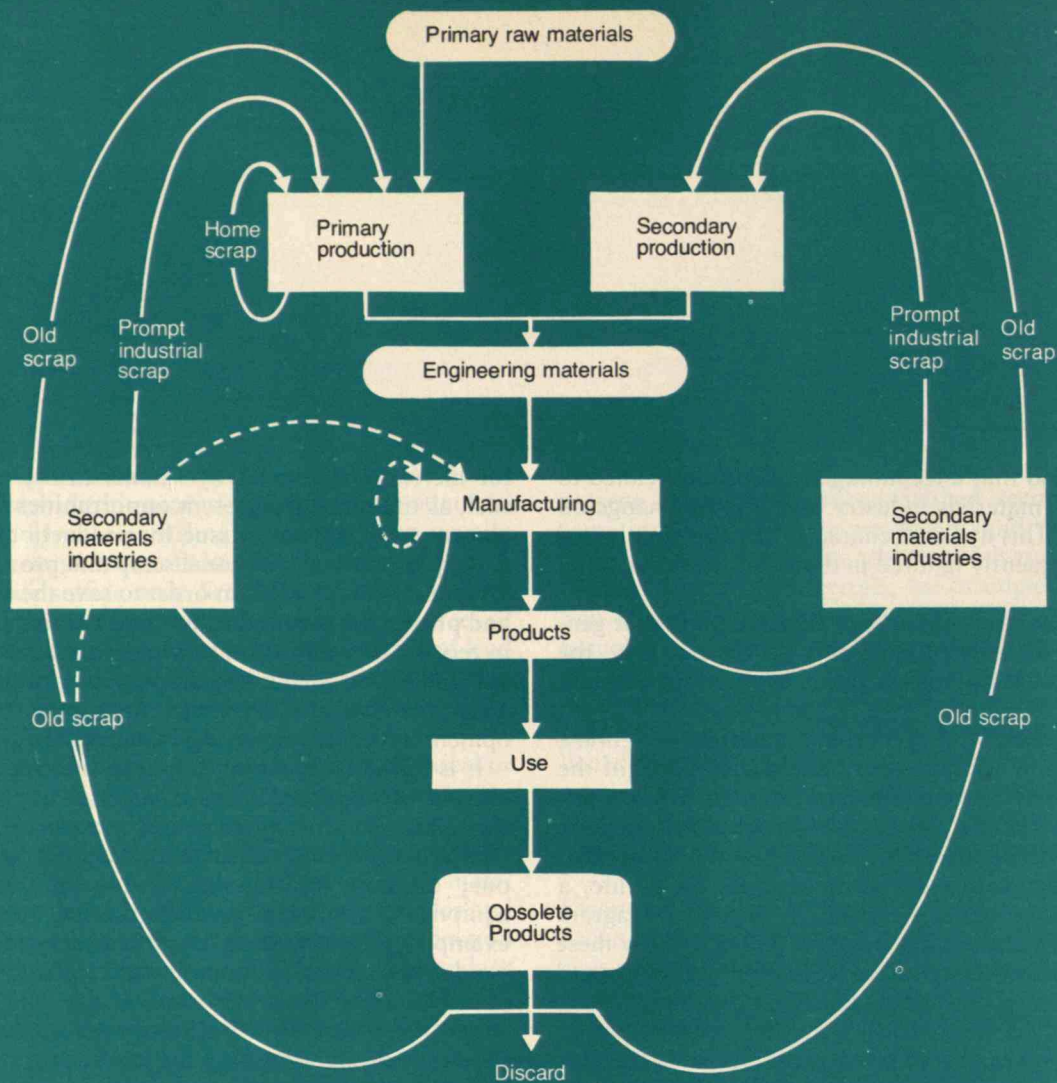 Primary raw materials
Home
scrap
Primary
production
Secondary
production
Old
scrap
Prompt
industrial
scrap
Prompt
industrial
scrap
Old
scrap
Engineering materials
Secondary
materials
industries
Manufacturing
Secondary
materials
industries
Products
Old scrap
Old scrap
Use
Obsolete
Products
Discard